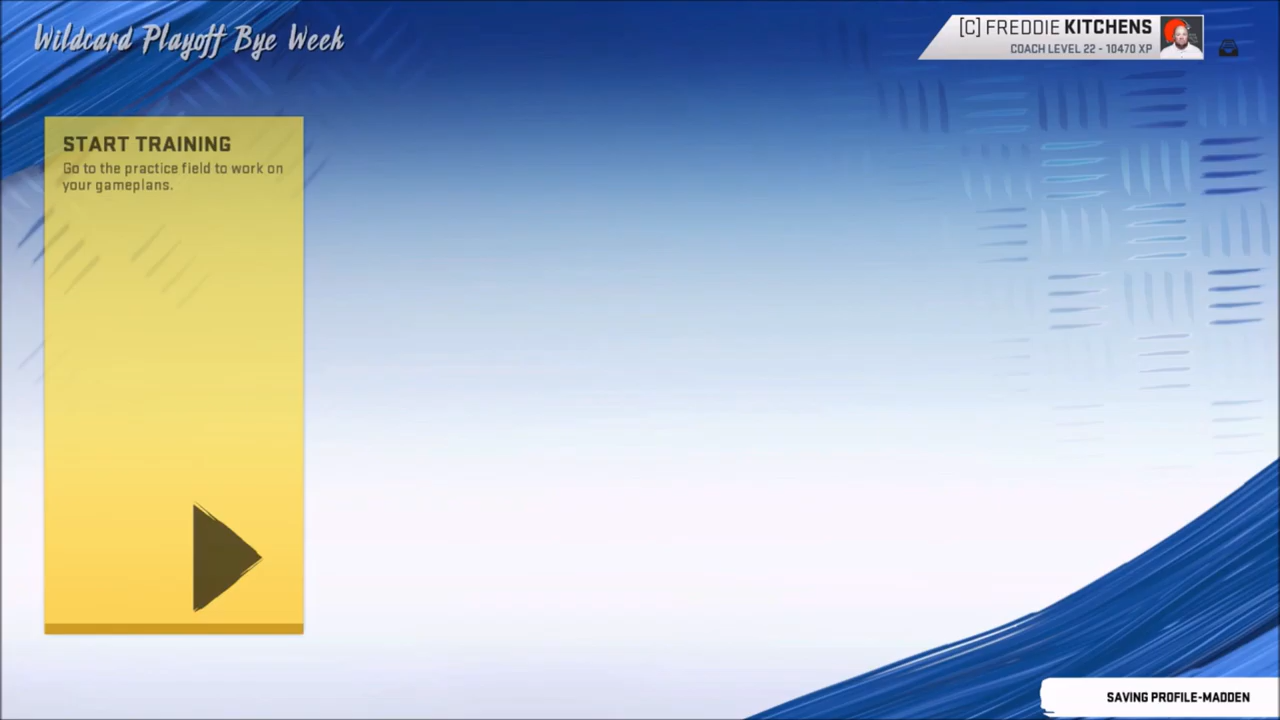 Wildcard Playoff Bye Week
[C] FREDDIE KITCHENS
COACH LEVEL 22 - 10470 XP
START TRAINING
Go to the practice field to work on
your gameplans.
SAVING PROFILE-MADDEN